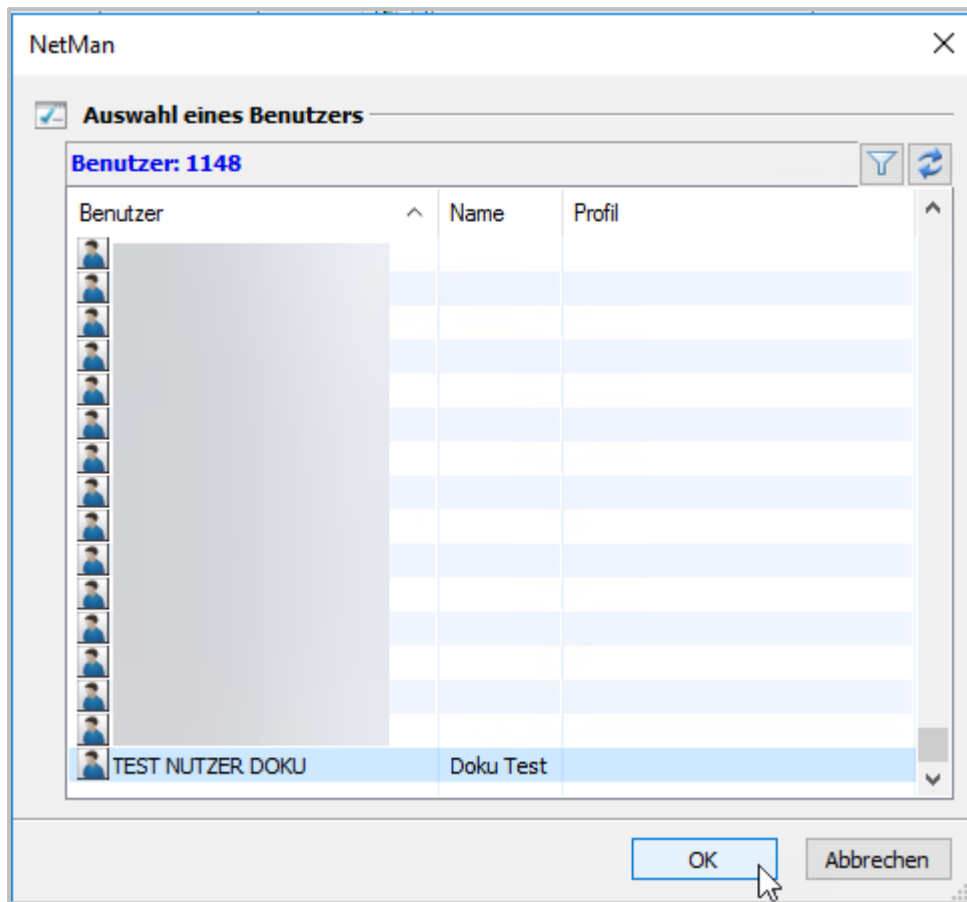 NetMan
Auswahl eines Benutzers
Benutzer: 1148
Benutzer Name Profil
TEST NUTZER DOKU Doku Test
OK Abbrechen